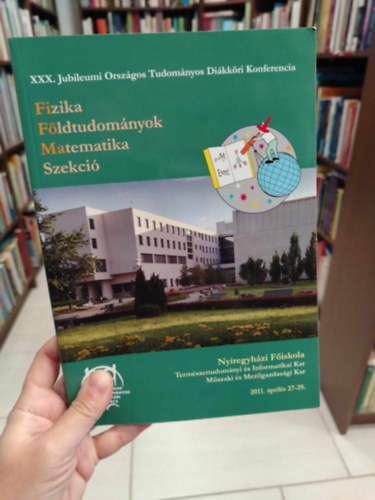 XXX. Jubileumi Országos Tudományos Diákköri Konferencia
Fizika
Földtudományok
Matematika
Szekció
Nyíregyházi Főiskola
Természettudományi és Informatikai Kar
Műszaki és Mezőgazdasági Kar
2011. április 27-29.